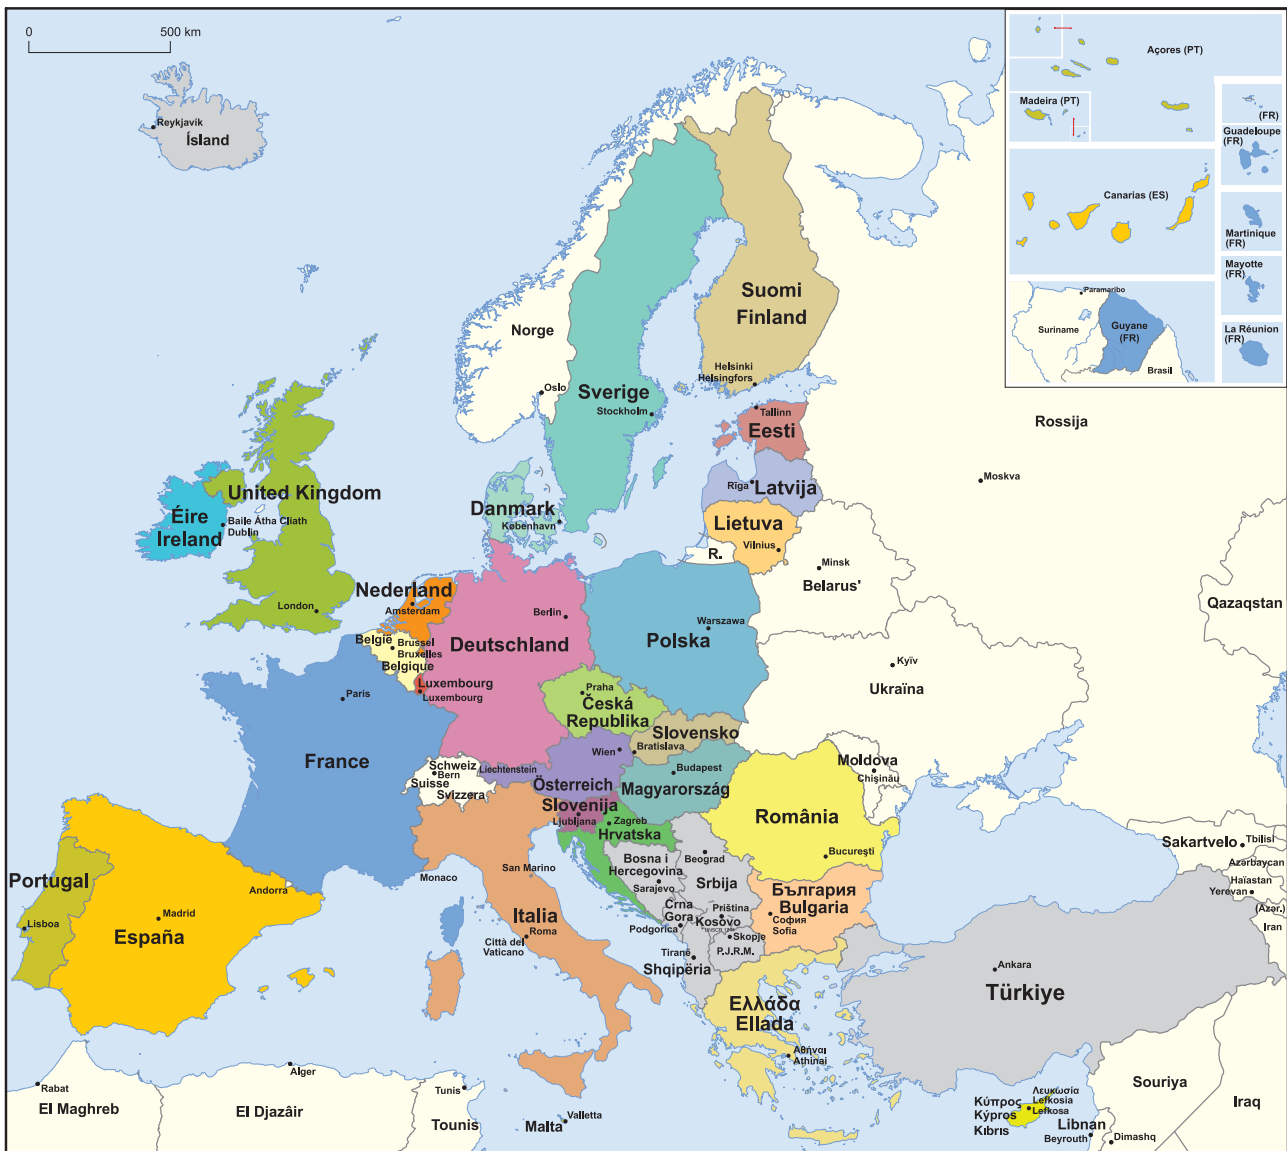 0
500 km
Açores (PT)
Madeira (PT)
(FR)
Guadeloupe
(FR)
Canarias (ES)
Martinique
(FR)
Mayotte
(FR)
Paramaribo
Suriname
Guyane
(FR)
Brasil
La Réunion
(FR)
Reykjavík
Ísland
Suomi
Finland
Norge
Helsinki
Helsingfors
Oslo
Sverige
Stockholm
Tallinn
Eesti
Rossija
Moskva
Rīga
Latvija
United Kingdom
Éire
Ireland
Baile Átha Cliath
Dublin
Danmark
København
Lietuva
Vilnius
R.
Minsk
Belarus'
Qazaqstan
London
Nederland
Amsterdam
Berlin
Deutschland
Warszawa
Polska
België
Brussel
Bruxelles
Belgique
Luxembourg
Luxembourg
Kyïv
Ukraïna
Paris
France
Praha
Česká
Republika
Slovensko
Bratislava
Wien
Schweiz
Bern
Suisse
Svizzera
Liechtenstein
Österreich
Budapest
Magyarország
Moldova
Chişinău
Slovenija
Ljubljana
Zagreb
Hrvatska
România
Bucureşti
Sakartvelo
Tbilisi
Azərbaycan
Haïastan
Yerevan
(Azər.)
Iran
Bosna i
Hercegovina
Sarajevo
Beograd
Srbija
Crna
Gora
Podgorica
Priština
Kosovo
Skopje
P.J.R.M.
България
Bulgaria
София
Sofia
Portugal
Lisboa
Madrid
España
Andorra
Monaco
San Marino
Italia
Roma
Città del
Vaticano
Tiranë
Shqipëria
Ελλάδα
Ellada
Αθήναι
Athinai
Ankara
Türkiye
Rabat
El Maghreb
Alger
El Djazâir
Tunis
Tounis
Valletta
Malta
Κύπρος
Kýpros
Kıbrıs
Λευκωσία
Lefkosia
Lefkosa
Libnan
Beyrouth
Dimashq
Souriya
Iraq